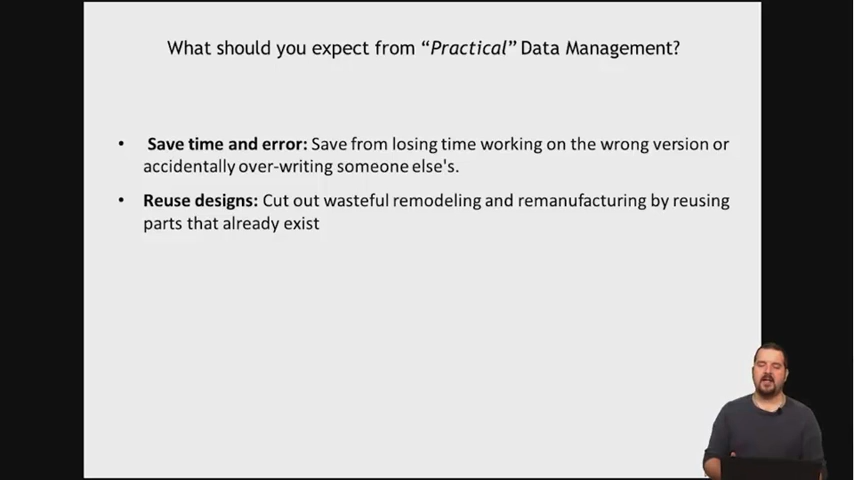 What should you expect from “Practical” Data Management?
• Save time and error: Save from losing time working on the wrong version or
accidentally over-writing someone else's.
• Reuse designs: Cut out wasteful remodeling and remanufacturing by reusing
parts that already exist